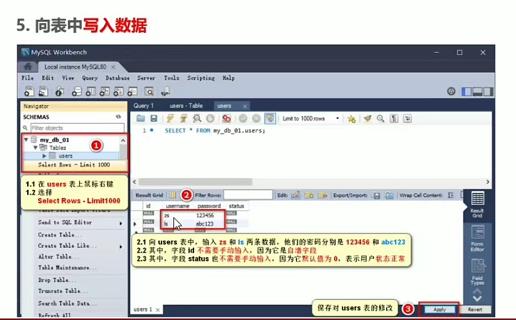 5. 向表中写入数据
MySQL Workbench
Local instance MySQL80
File Edit View Query Database Server Tools Scripting Help
Navigator
SCHEMAS
Filter objects
my_db_01
Tables
users
Select Rows - Limit 1000
1
1.1 在 users 表上鼠标右键
1.2 选择
Select Rows - Limit1000
Send to SQL Editor
Create Table...
Create Table Like...
Alter Table...
Table Maintenance...
Drop Table...
Truncate Table...
Search Table Data...
Refresh All
Query 1 users - Table users
Limit to 1000 rows
1 SELECT * FROM my_db_01.users;
Result Grid Filter Rows: Edit: Export/Import: Wrap Cell Content:
2
id username password status
NULL zs 123456 NULL
NULL ls abc123 NULL
NULL NULL NULL NULL
2.1 向 users 表中，输入 zs 和 ls 两条数据，他们的密码分别是 123456 和 abc123
2.2 其中，字段 id 不需要手动输入，因为它是自增字段
2.3 其中，字段 status 也不需要手动输入，因为它默认值为 0，表示用户状态正常
Result Grid
Form Editor
Field Types
users 1
保存对 users 表的修改
3
Apply
Revert